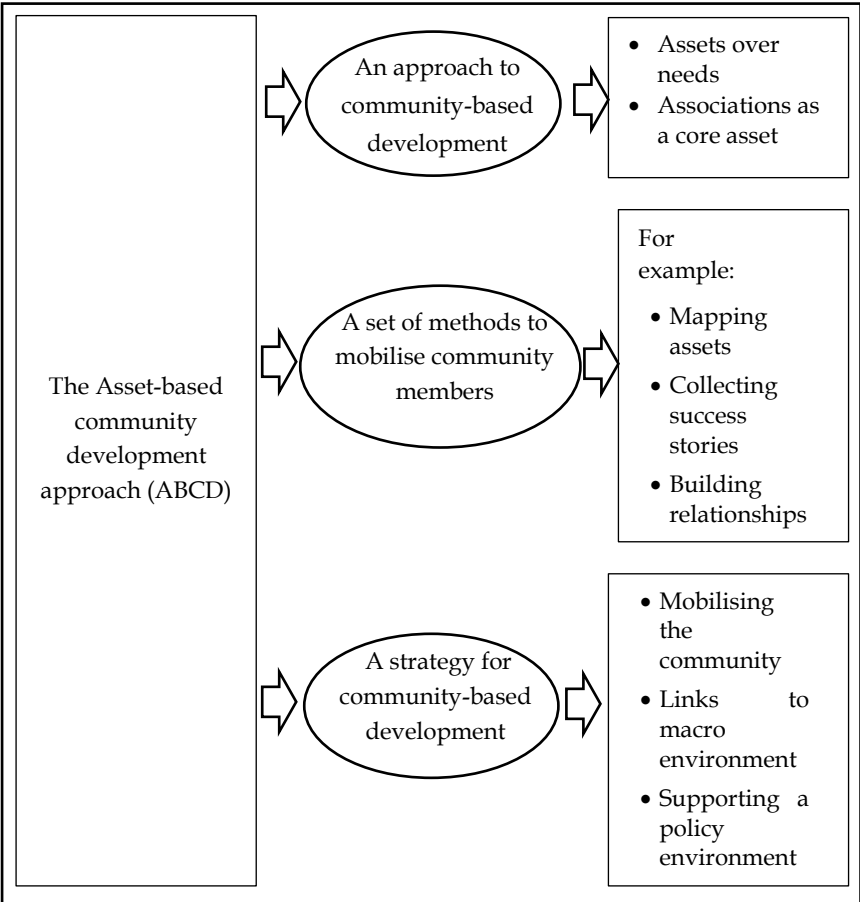 The Asset-based
community
development
approach (ABCD)
An approach to
community-based
development
• Assets over
needs
• Associations as
a core asset
A set of methods to
mobilise community
members
For
example:
• Mapping
assets
• Collecting
success
stories
• Building
relationships
A strategy for
community-based
development
• Mobilising
the
community
• Links to
macro
environment
• Supporting a
policy
environment